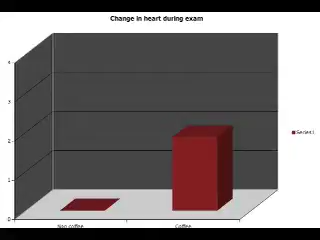 Change in heart during exam
4
3
2
1
0
Non coffee
Coffee
Series1